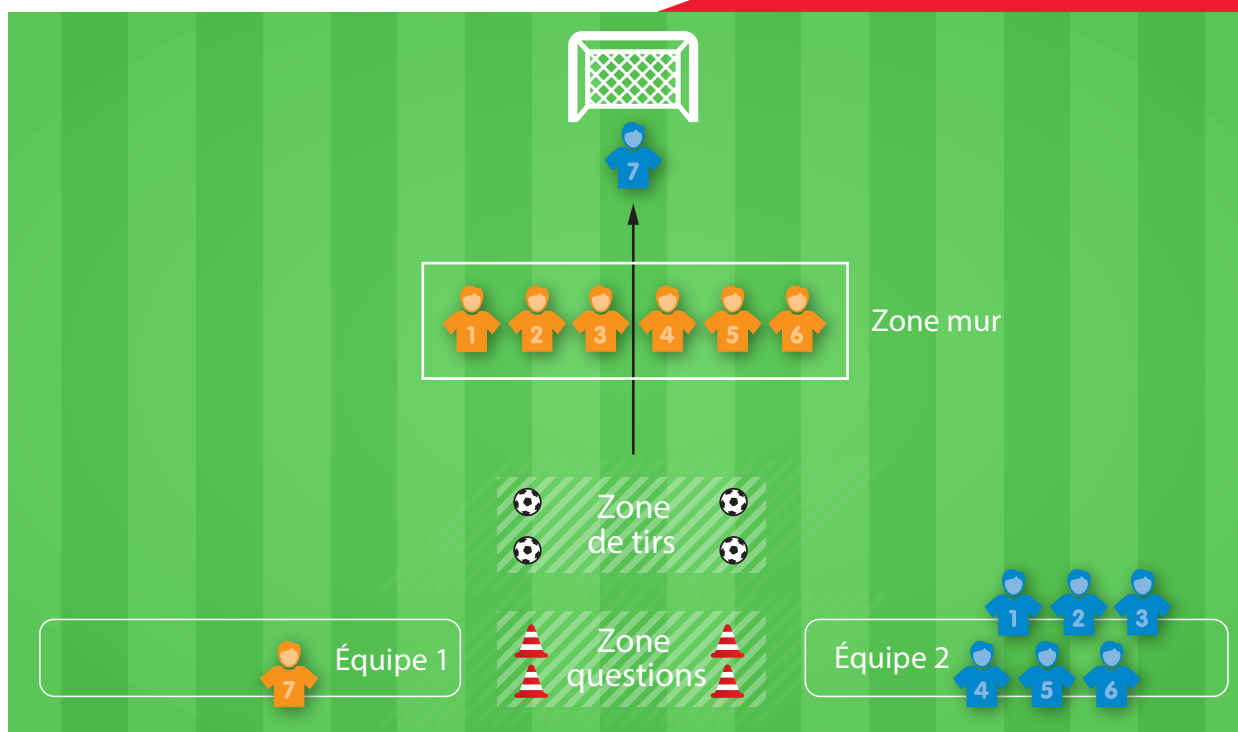 7
1 2 3 4 5 6
Zone mur
Zone
de tirs
1 2 3
Zone
questions
7
Équipe 1
Équipe 2
4 5 6